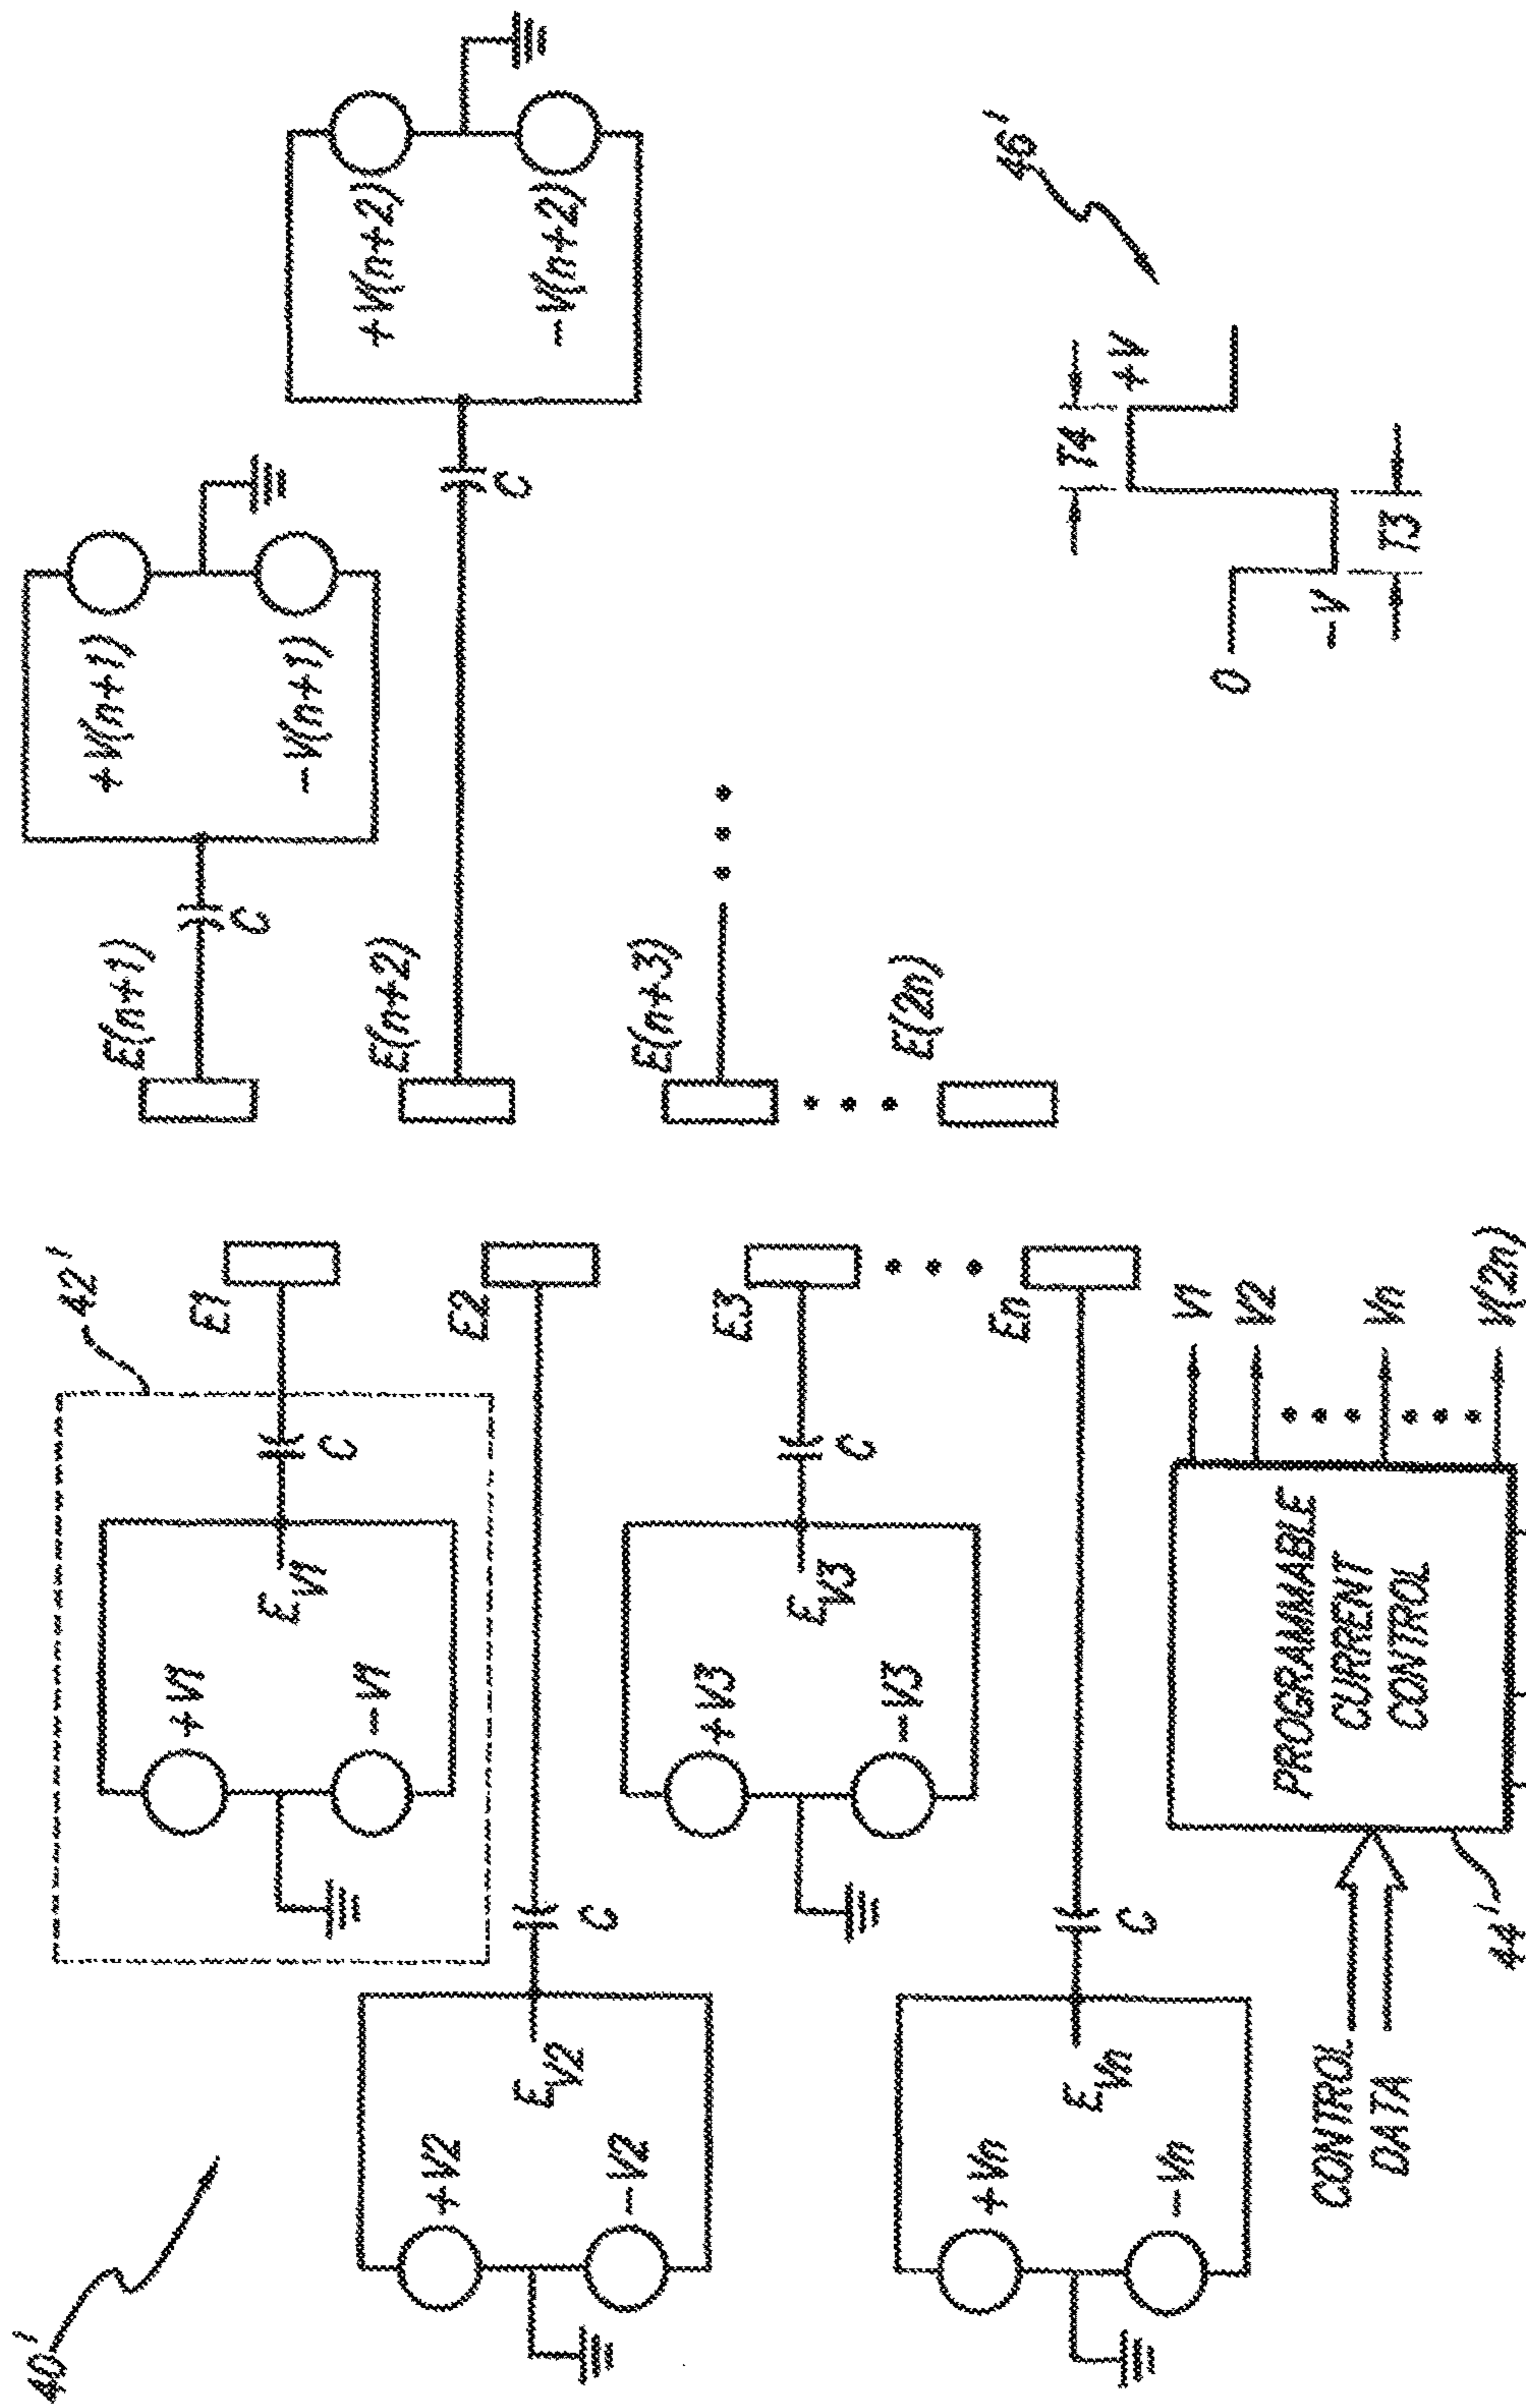 40'
42'
+V1
-V1
EV1
C
E1
+V2
-V2
EV2
C
E2
+V3
-V3
EV3
C
E3
+Vn
-Vn
EVn
C
En
CONTROL
DATA
44'
PROGRAMMABLE
CURRENT
CONTROL
V1
V2
Vn
V(2n)
E(n+1)
C
+V(n+1)
-V(n+1)
E(n+2)
C
+V(n+2)
-V(n+2)
E(n+3)
E(2n)
46'
0
-V
T3
T4
+V